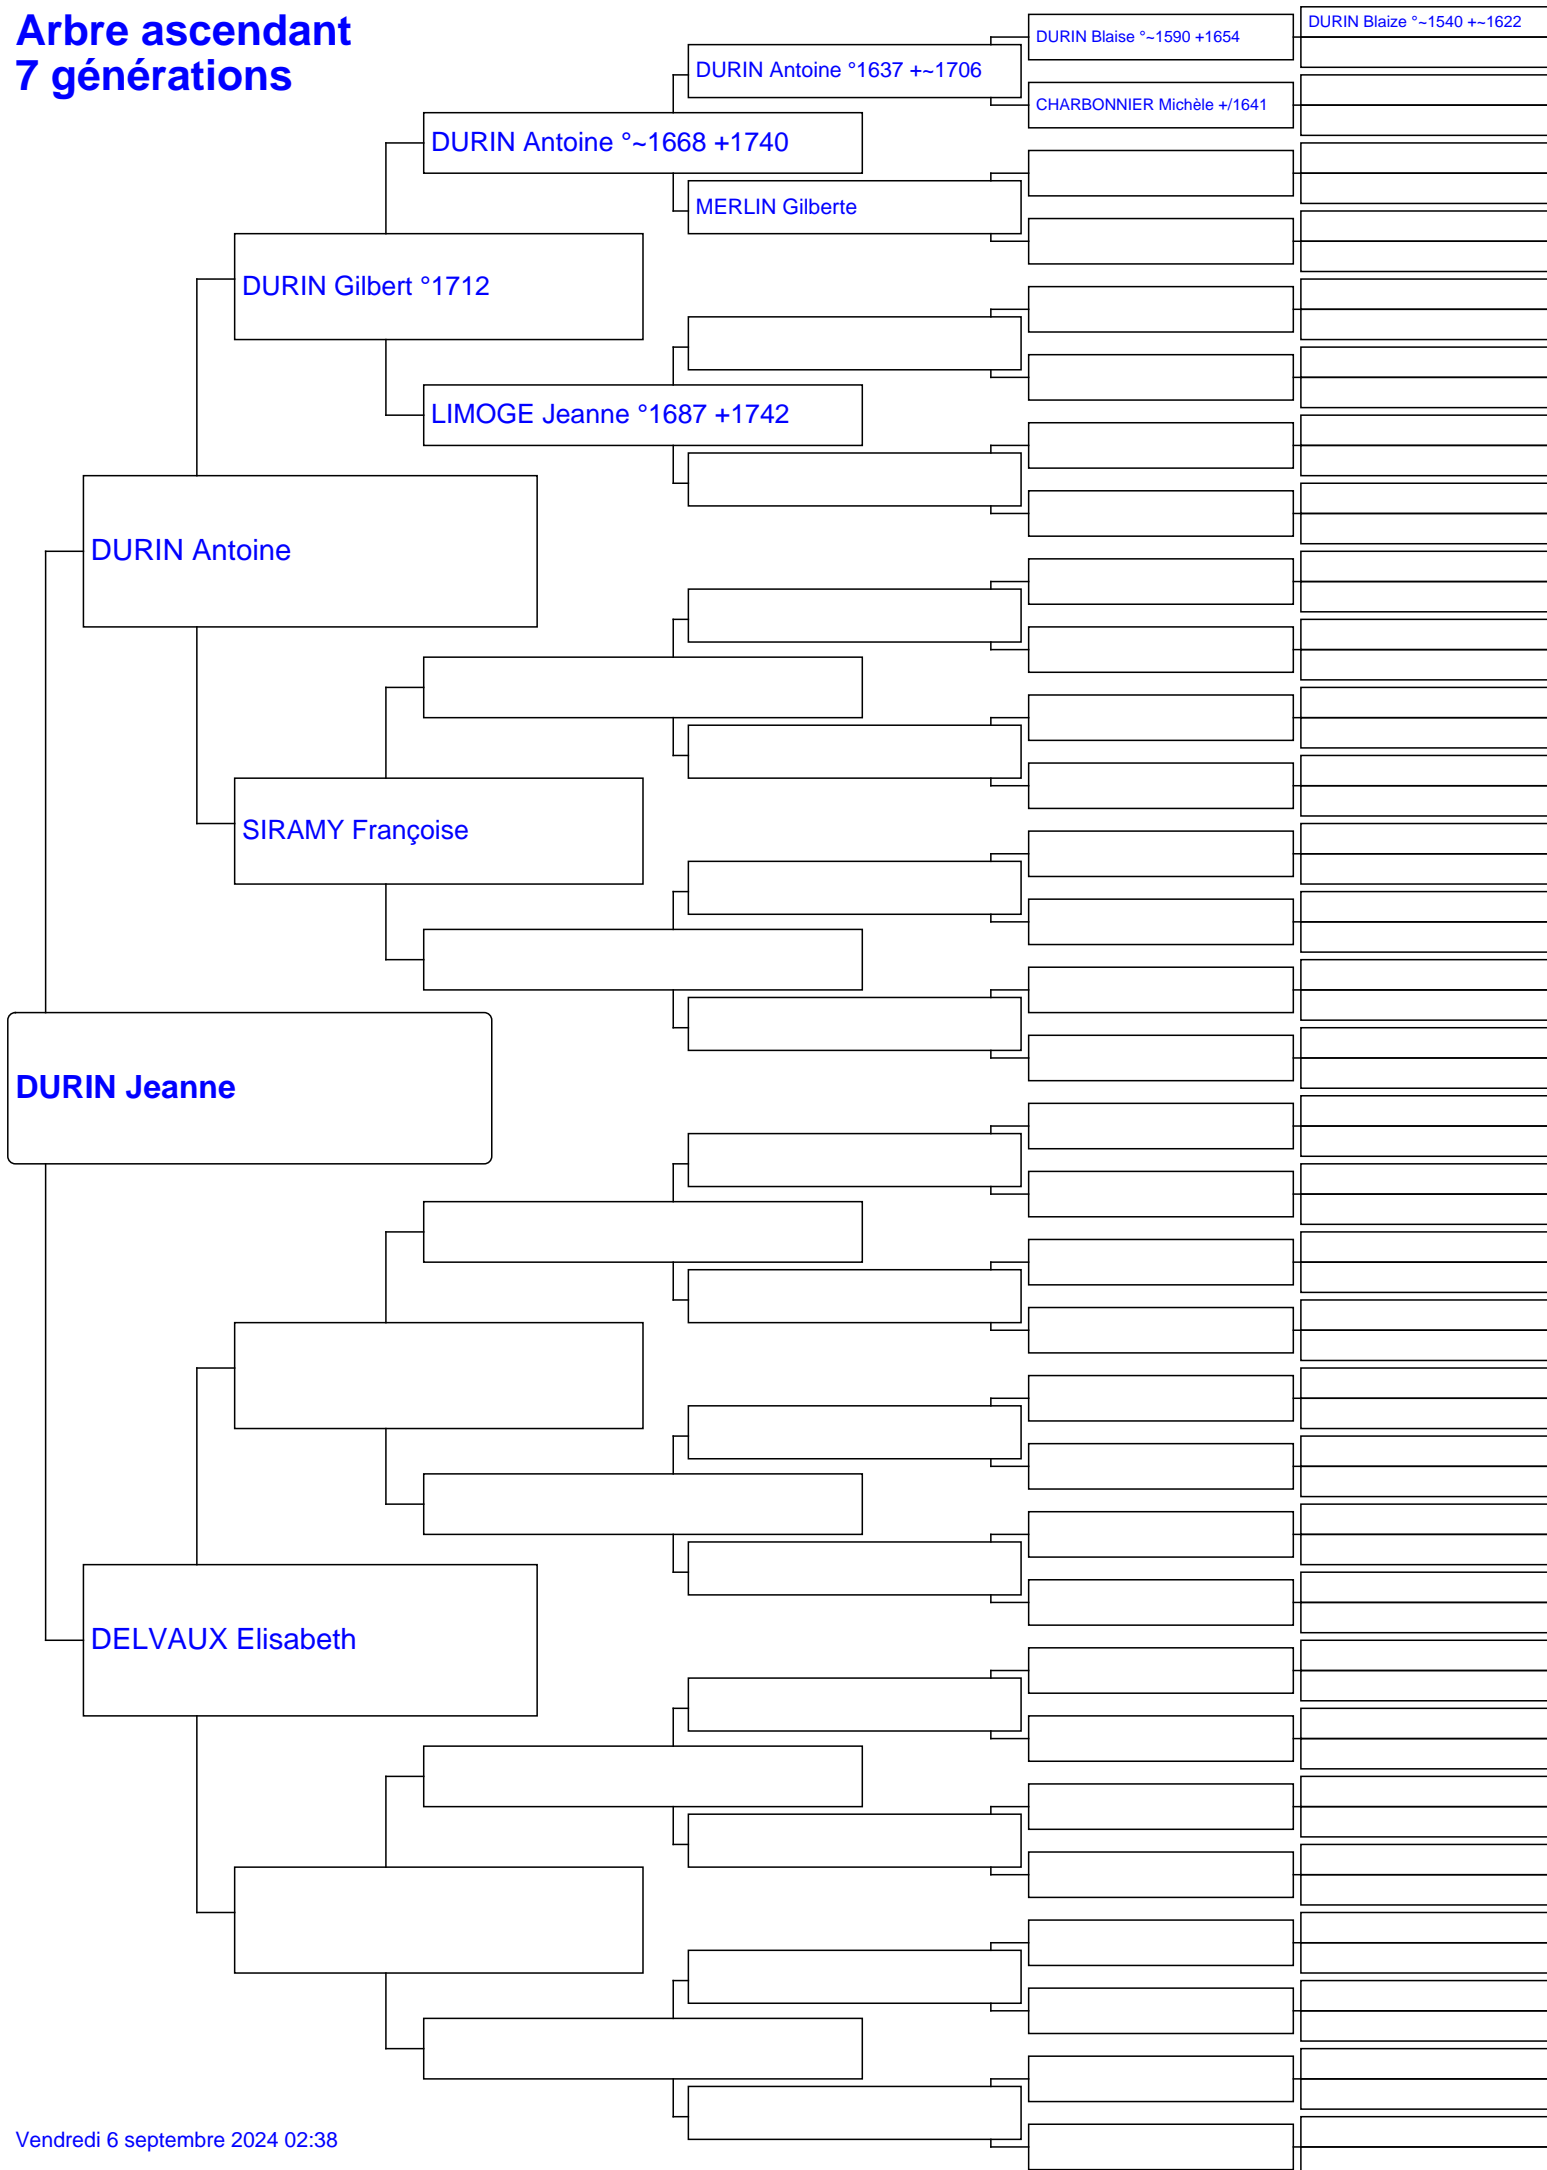 Arbre ascendant
7 générations
DURIN Blaize °~1540 +~1622
DURIN Blaise °~1590 +1654
DURIN Antoine °1637 +~1706
CHARBONNIER Michèle +/1641
DURIN Antoine °~1668 +1740
MERLIN Gilberte
DURIN Gilbert °1712
LIMOGE Jeanne °1687 +1742
DURIN Antoine
SIRAMY Françoise
DURIN Jeanne
DELVAUX Elisabeth
Vendredi 6 septembre 2024 02:38